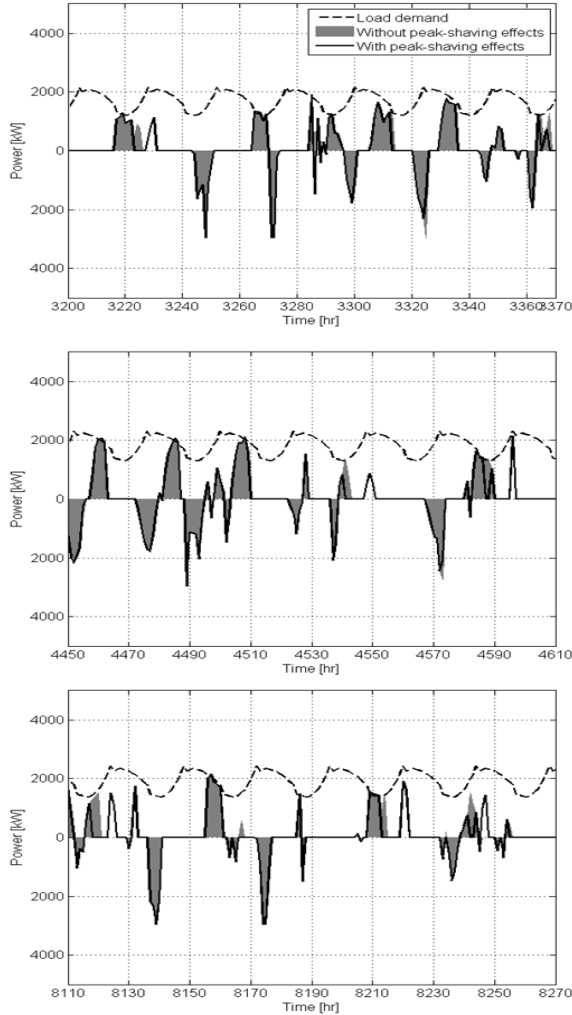 4000
2000
0
2000
4000
Power [kW]
Load demand
Without peak-shaving effects
With peak-shaving effects
3200 3220 3240 3260 3280 3300 3320 3340 3360 3370
Time [hr]
4000
2000
0
2000
4000
Power [kW]
4450 4470 4490 4510 4530 4550 4570 4590 4610
Time [hr]
4000
2000
0
2000
4000
Power [kW]
8110 8130 8150 8170 8190 8210 8230 8250 8270
Time [hr]